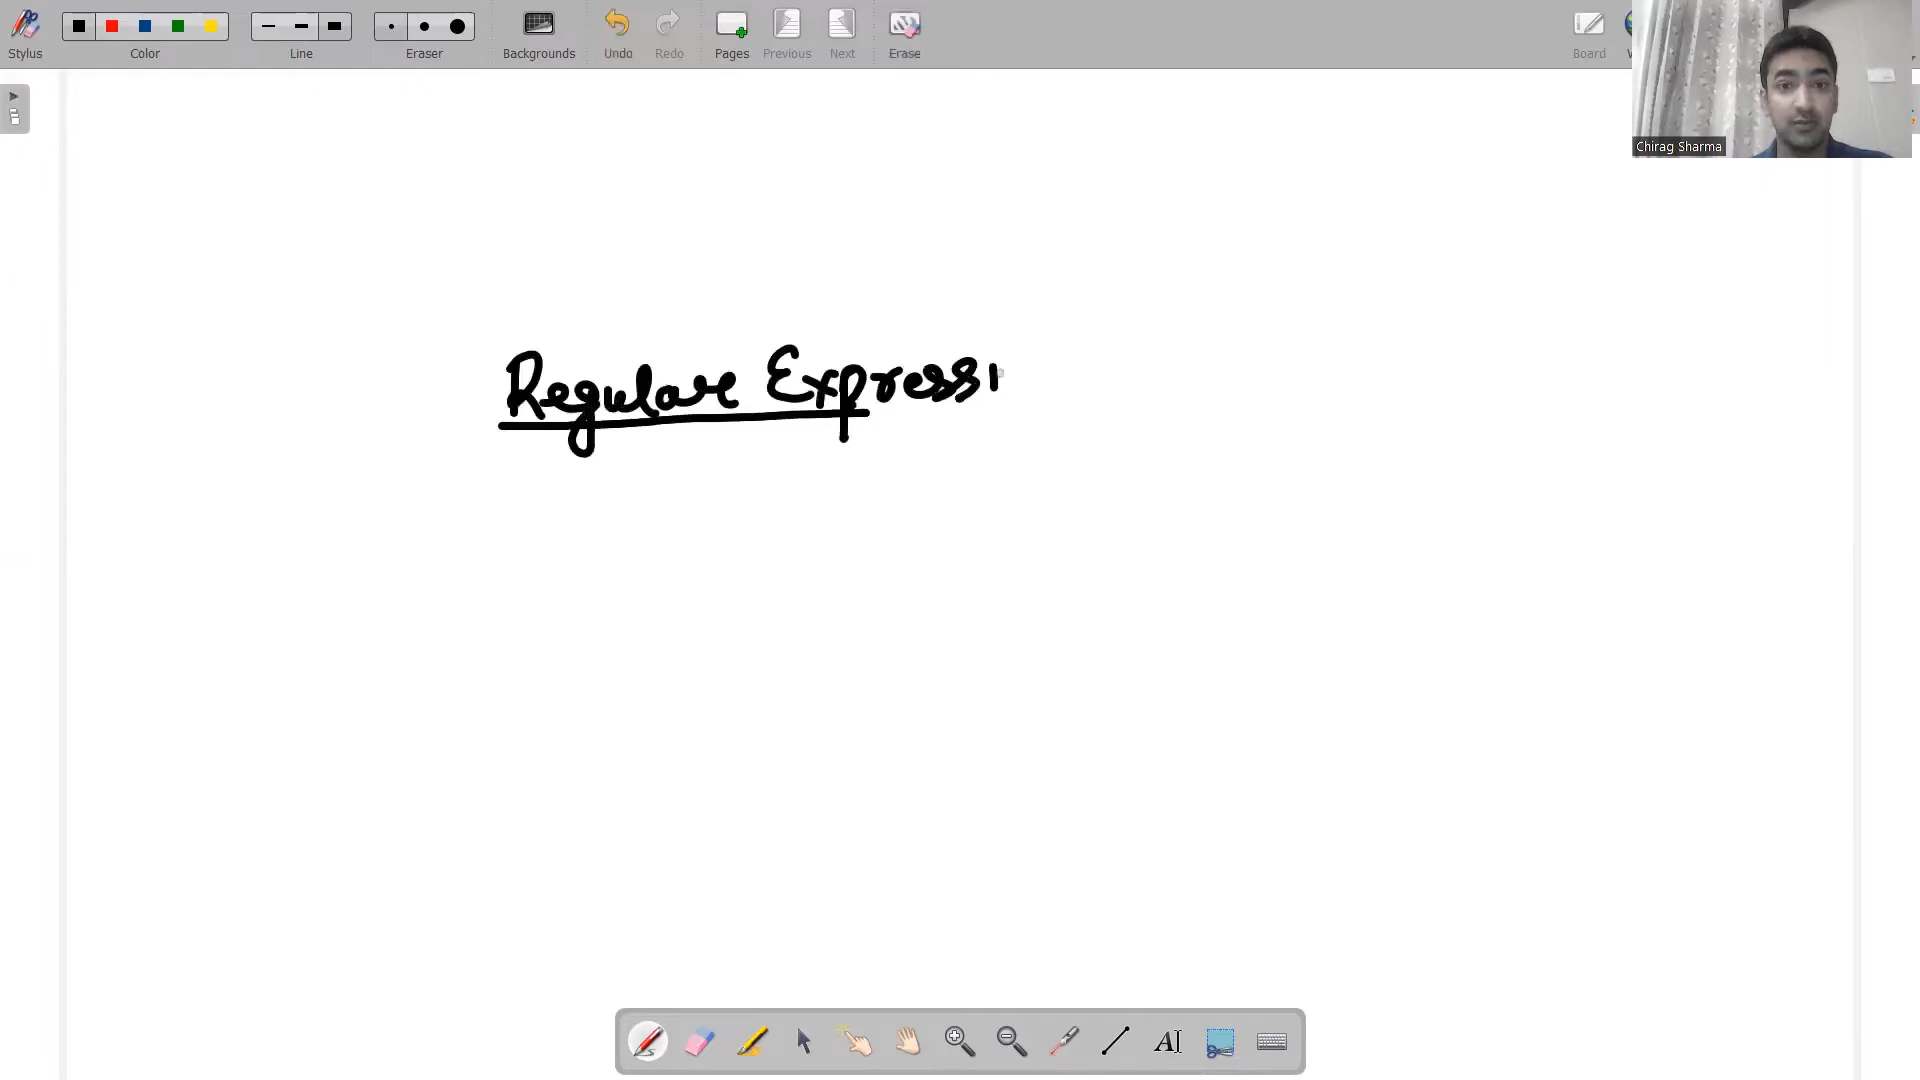 Stylus Color Line Eraser Backgrounds Undo Redo Pages Previous Next Erase Board
Chirag Sharma
Regular Expressi